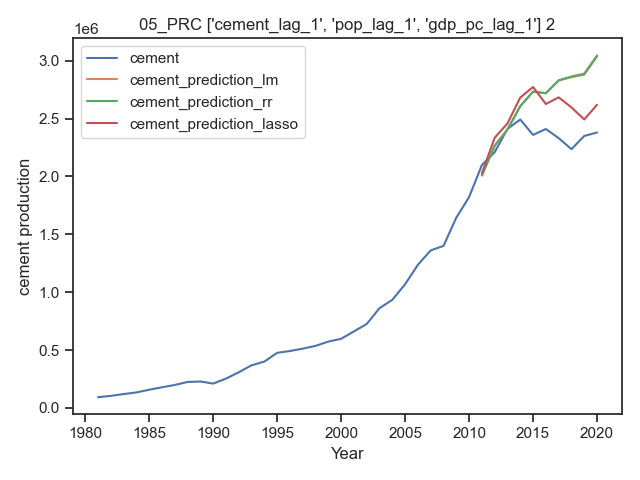 05_PRC ['cement_lag_1', 'pop_lag_1', 'gdp_pc_lag_1'] 2
1e6
cement
cement_prediction_lm
cement_prediction_rr
cement_prediction_lasso
3.0
2.5
2.0
1.5
1.0
0.5
0.0
cement production
1980 1985 1990 1995 2000 2005 2010 2015 2020
Year